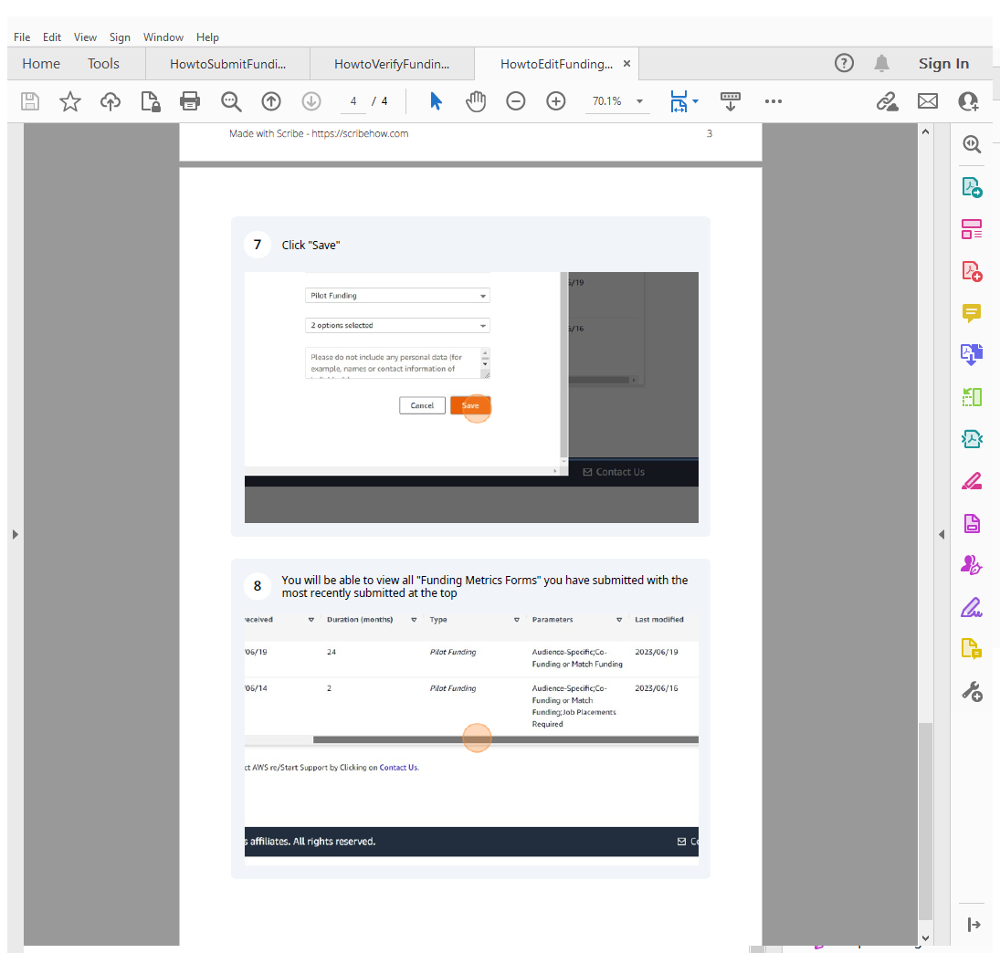 File Edit View Sign Window Help
Home Tools HowtoSubmitFundi... HowtoVerifyFundin... HowtoEditFunding... × Sign In
4 / 4 70.1%
Made with Scribe - https://scribehow.com 3
7 Click "Save"
Pilot Funding
6/19
2 options selected
6/16
Please do not include any personal data (for
example, names or contact information of
Cancel Save
Contact Us
8 You will be able to view all "Funding Metrics Forms" you have submitted with the
most recently submitted at the top
received Duration (months) Type Parameters Last modified
06/19 24 Pilot Funding Audience-Specific;Co- 2023/06/19
Funding or Match Funding
06/14 2 Pilot Funding Audience-Specific;Co- 2023/06/16
Funding or Match
Funding;Job Placements
Required
ct AWS re/Start Support by Clicking on Contact Us.
s affiliates. All rights reserved. Co